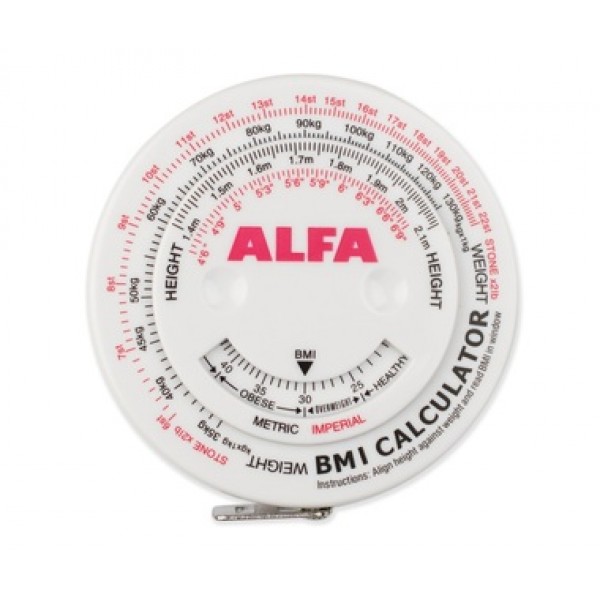 6st 7st 8st 9st 10st 11st 12st 13st 14st 15st 16st 17st 18st 19st 20st 21st 22st STONE x2lb
35kg 40kg 45kg 50kg 60kg 70kg 80kg 90kg 100kg 110kg 120kg 130kg kgx1kg
1.4m 1.5m 1.6m 1.7m 1.8m 1.9m 2m 2.1m
4'6" 4'9" 5' 5'3" 5'6" 5'9" 6' 6'3" 6'6" 6'9"
HEIGHT
ALFA
HEIGHT
WEIGHT
BMI
40 35 30 25
OBESE OVERWEIGHT HEALTHY
METRIC IMPERIAL
STONE x2lb
kgx1kg
WEIGHT
BMI CALCULATOR
Instructions: Align height against weight and read BMI in window